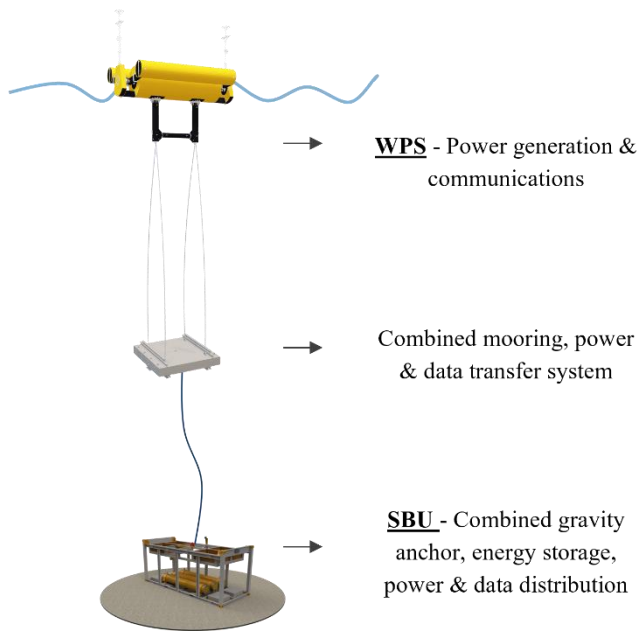 WPS - Power generation &
communications
Combined mooring, power
& data transfer system
SBU - Combined gravity
anchor, energy storage,
power & data distribution